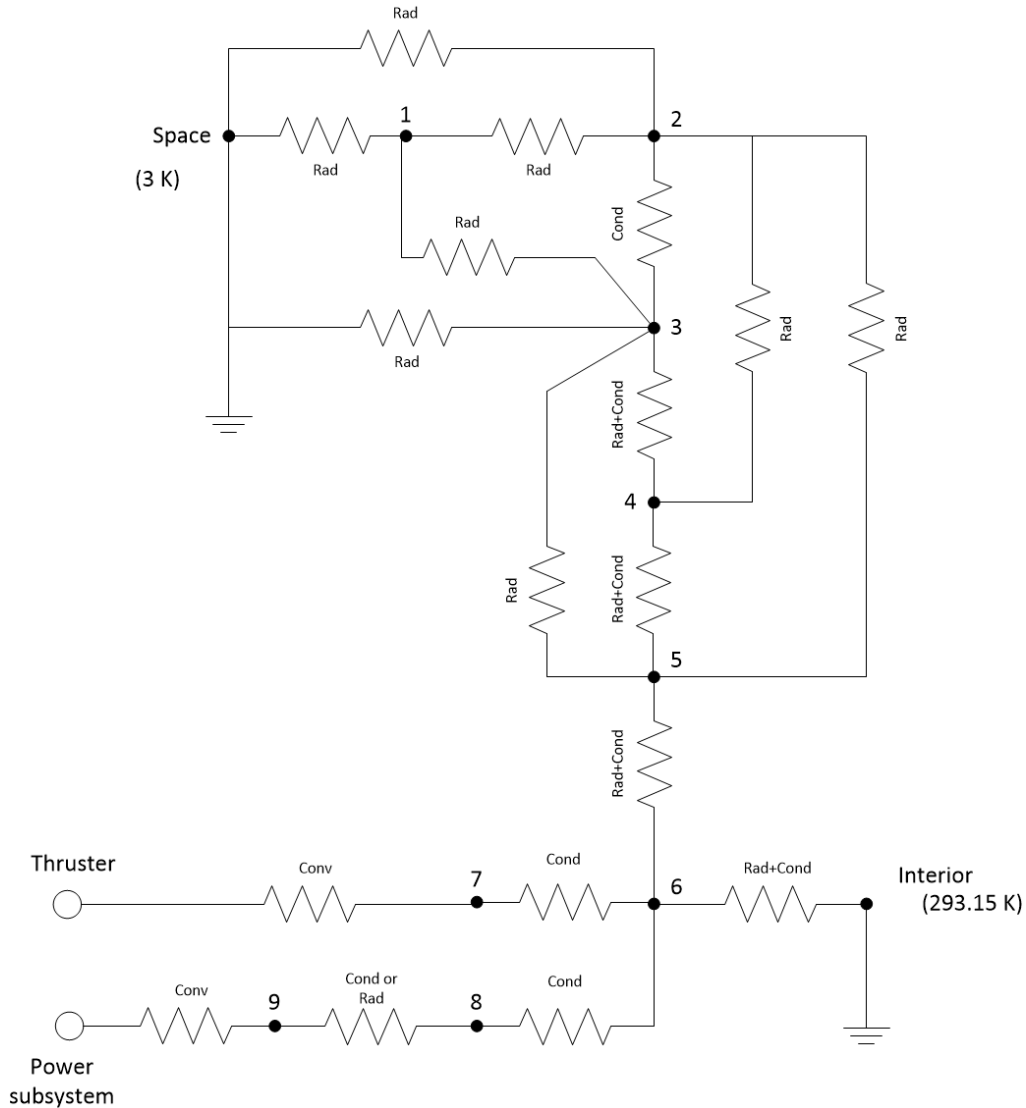 Rad
1
2
Space
(3 K)
Rad
Rad
Cond
Rad
3
Rad
Rad
Rad
Rad+Cond
4
Rad
Rad+Cond
5
Rad+Cond
Thruster
Conv
7
Cond
6
Rad+Cond
Interior
(293.15 K)
Conv
9
Cond or
Rad
8
Cond
Power
subsystem